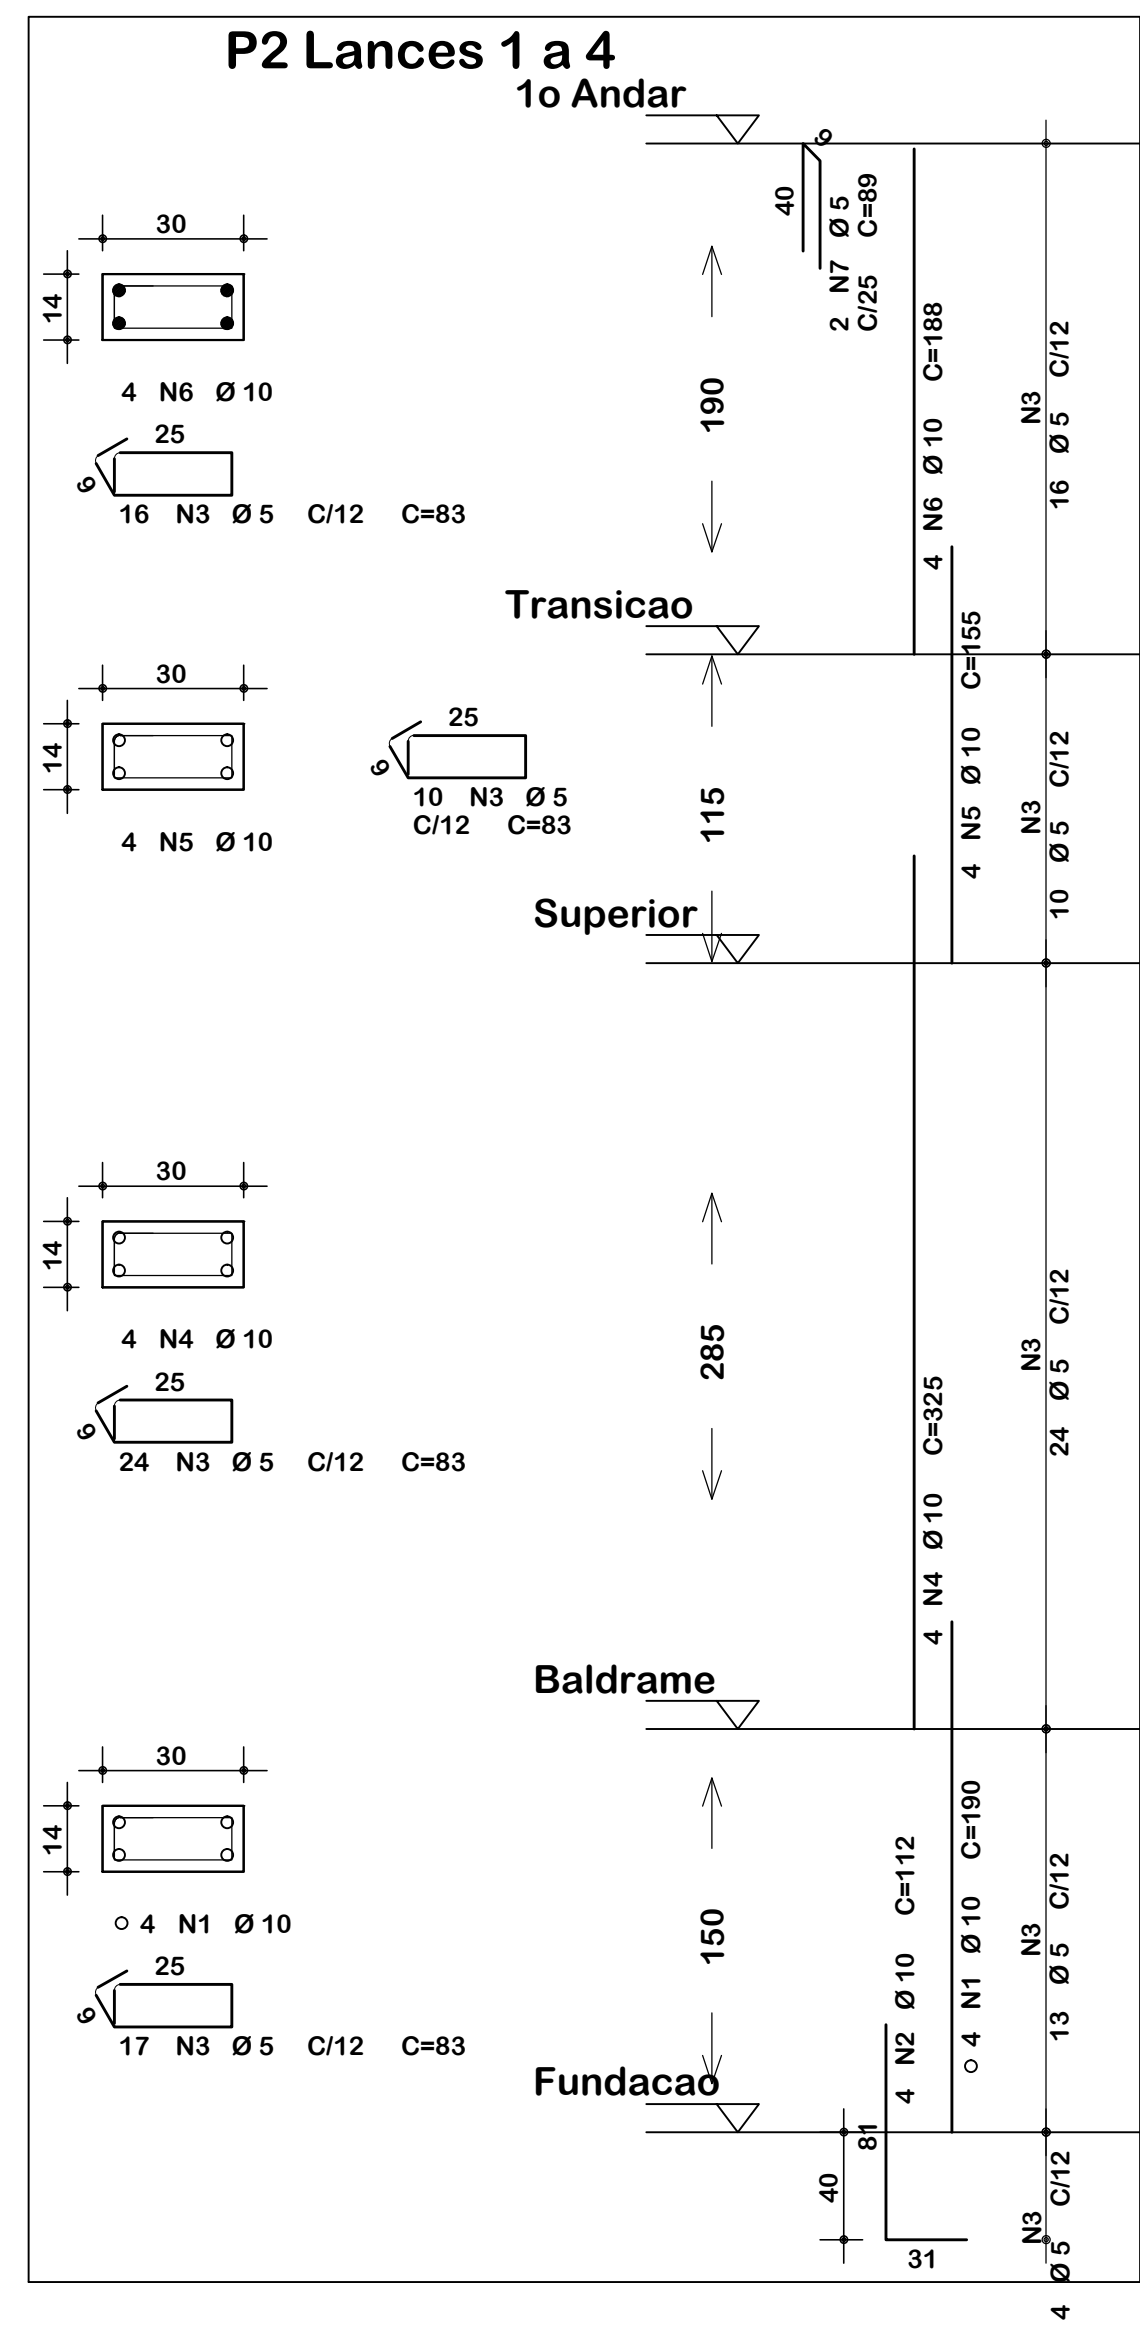 P2 Lances 1 a 4
1o Andar
9
40
2 N7 Ø 5
C/25 C=89
30
14
4 N6 Ø 10
25
9
16 N3 Ø 5 C/12 C=83
190
4 N6 Ø 10 C=188
N3
16 Ø 5 C/12
Transicao
30
14
4 N5 Ø 10
25
9
10 N3 Ø 5
C/12 C=83
115
4 N5 Ø 10 C=155
N3
10 Ø 5 C/12
Superior
30
14
4 N4 Ø 10
25
9
24 N3 Ø 5 C/12 C=83
285
4 N4 Ø 10 C=325
N3
24 Ø 5 C/12
Baldrame
30
14
4 N1 Ø 10
25
9
17 N3 Ø 5 C/12 C=83
150
4 N2 Ø 10 C=112
4 N1 Ø 10 C=190
N3
13 Ø 5 C/12
Fundacao
81
40
31
N3
4 Ø 5 C/12